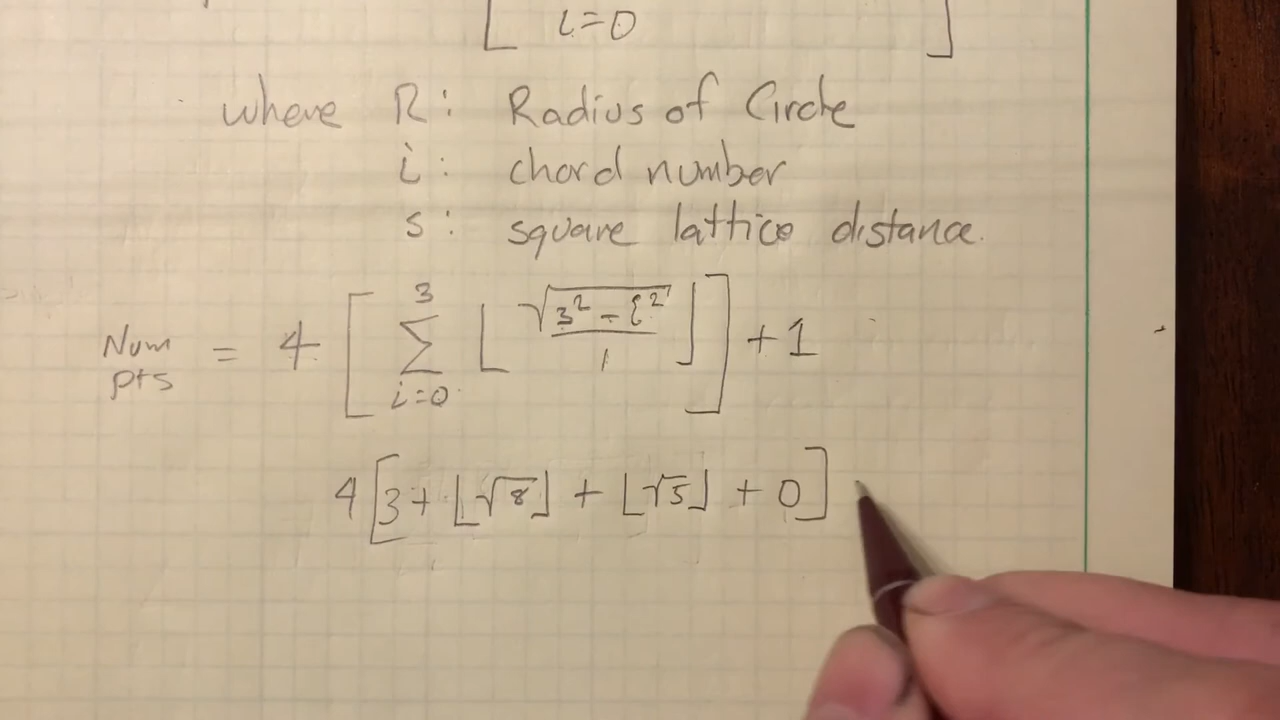 i=0
where R: Radius of Circle
i: chord number
s: square lattice distance.
Num pts = 4 [ 3 ∑ i=0 ⌊ √3² - i² / 1 ⌋ ] + 1
4 [3 + ⌊√8⌋ + ⌊√5⌋ + 0]